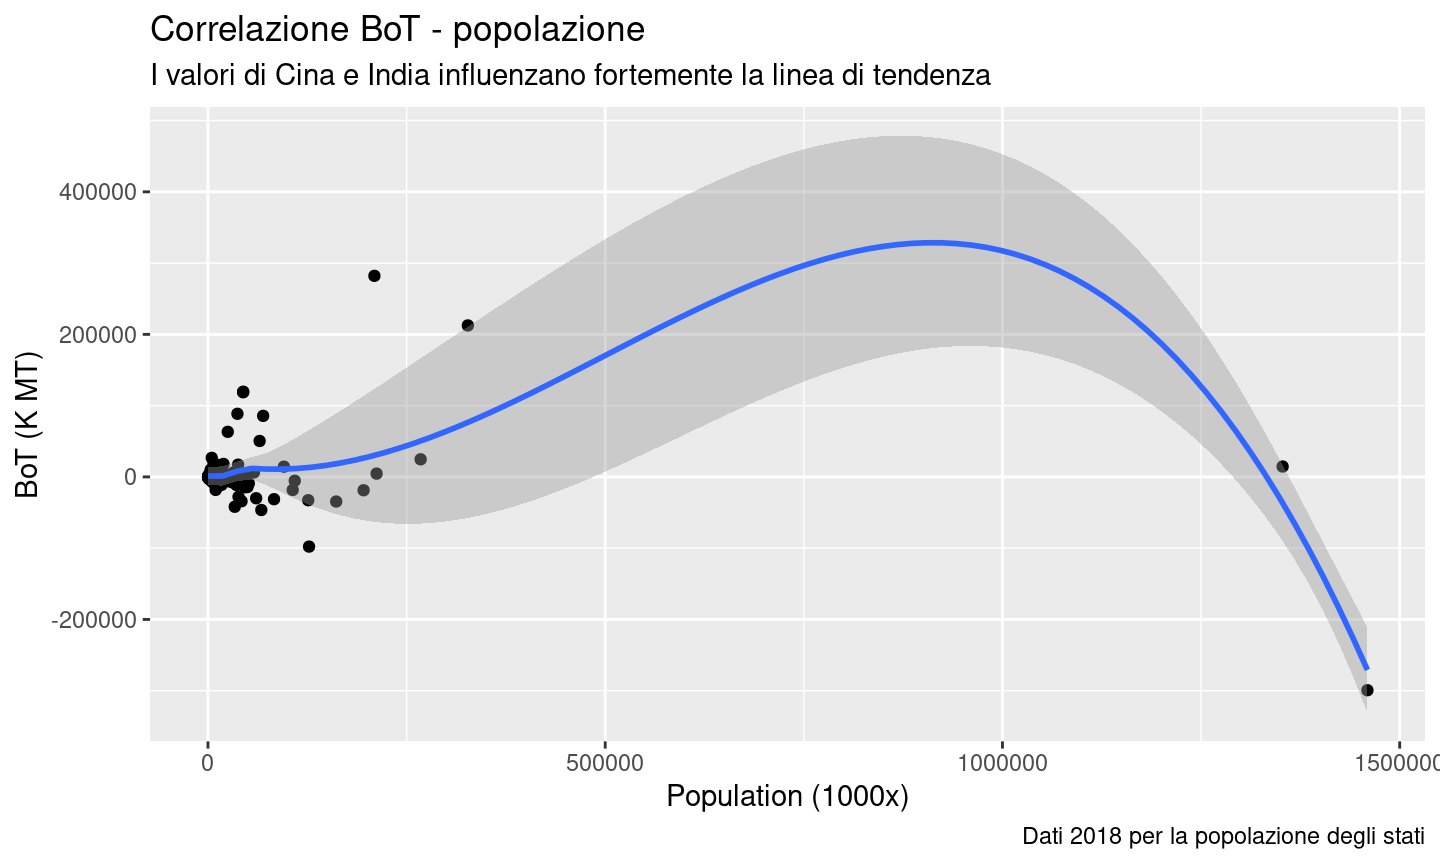 Correlazione BoT - popolazione
I valori di Cina e India influenzano fortemente la linea di tendenza
BoT (K MT)
400000
200000
0
-200000
0
500000
1000000
1500000
Population (1000x)
Dati 2018 per la popolazione degli stati